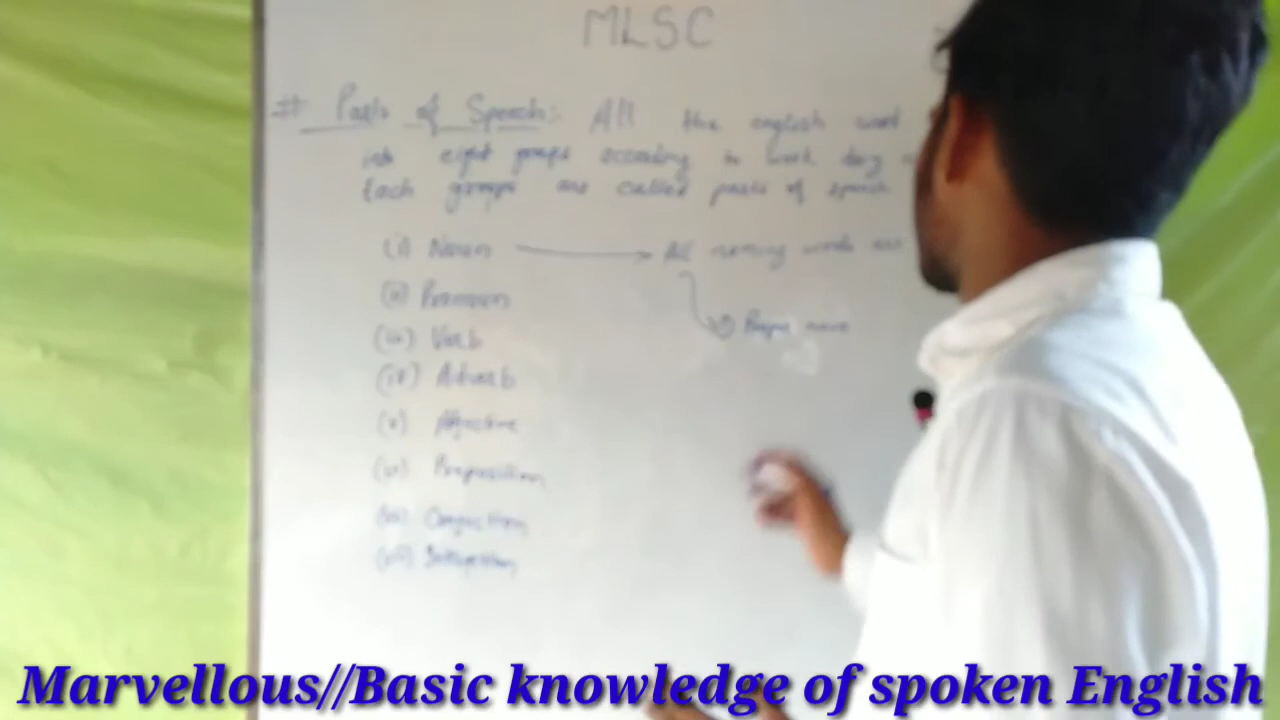 MLSC
# Parts of Speech: All the english word
into eight groups according to work they
Each groups are called parts of speech
(i) Noun → All naming words are
(ii) Pronoun
① Proper noun
(iii) Verb
(iv) Adverb
(v) Adjective
(vi) Preposition
(vii)
(viii)
Marvellous//Basic knowledge of spoken English